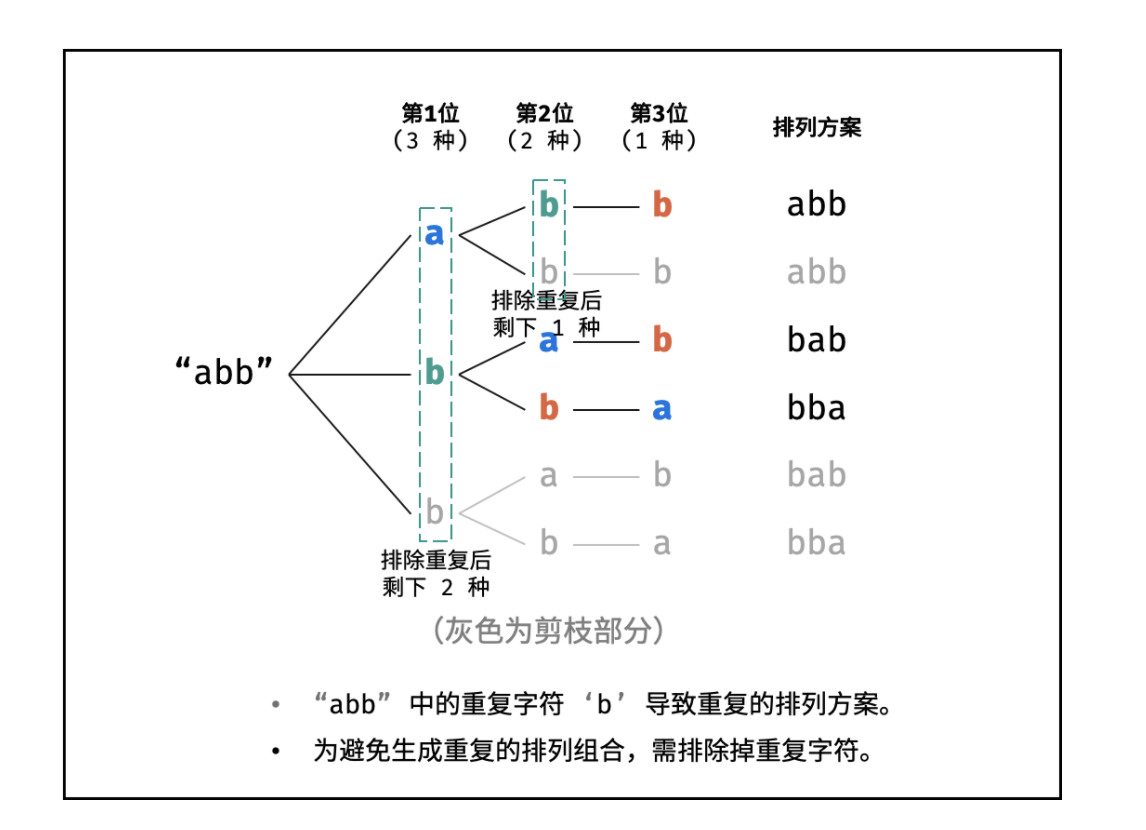 第1位 第2位 第3位 排列方案
(3 种) (2 种) (1 种)
b b abb
a
b b abb
排除重复后
剩下 1 种
a b bab
“abb” b
b a bba
a b bab
b
b a bba
排除重复后
剩下 2 种
(灰色为剪枝部分)
• “abb” 中的重复字符 ‘b’ 导致重复的排列方案。
• 为避免生成重复的排列组合，需排除掉重复字符。